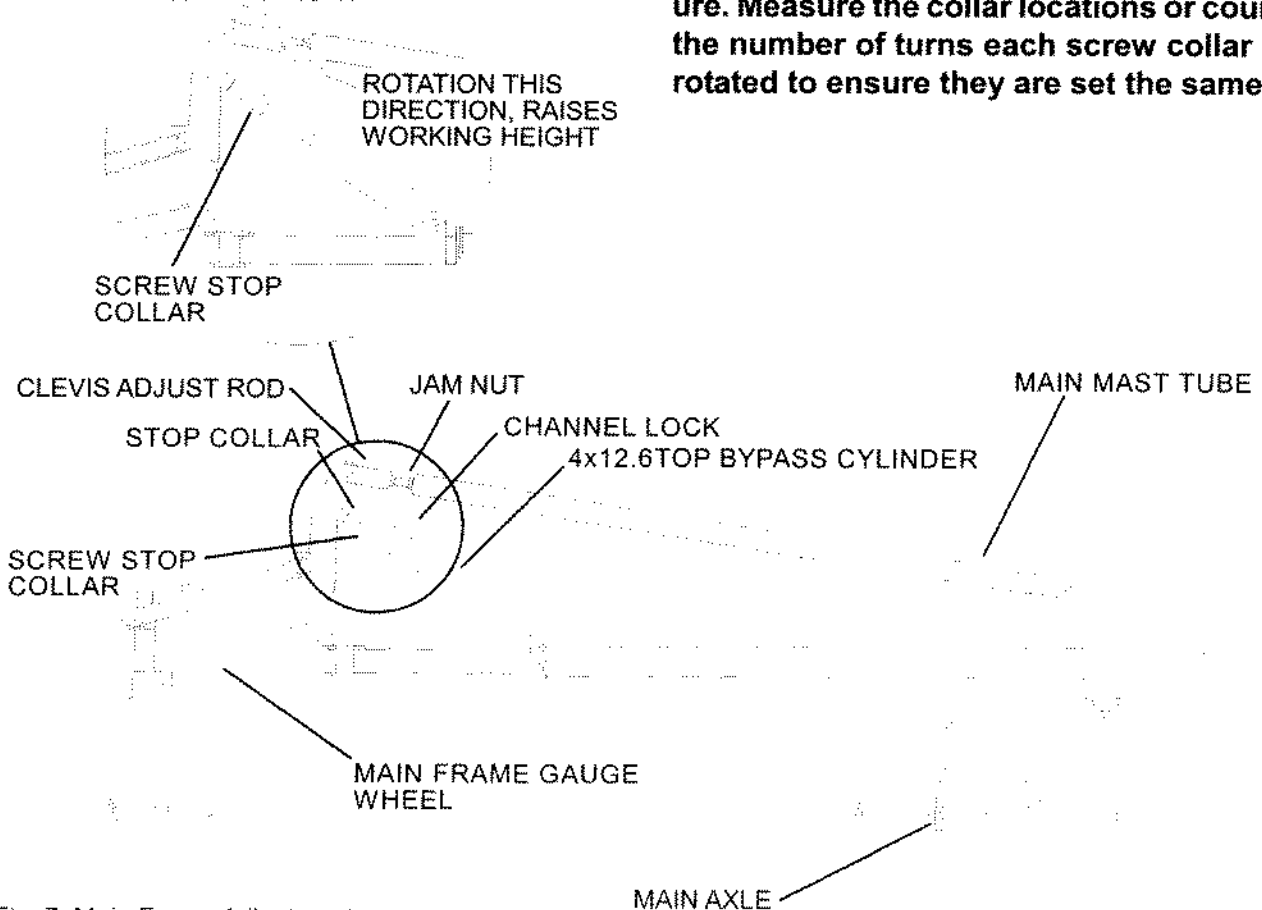 ure. Measure the collar locations or
the number of turns each screw collar
rotated to ensure they are set the same
ROTATION THIS
DIRECTION, RAISES
WORKING HEIGHT
SCREW STOP
COLLAR
CLEVIS ADJUST ROD
JAM NUT
MAIN MAST TUBE
STOP COLLAR
CHANNEL LOCK
4x12.6TOP BYPASS CYLINDER
SCREW STOP
COLLAR
MAIN FRAME GAUGE
WHEEL
MAIN AXLE